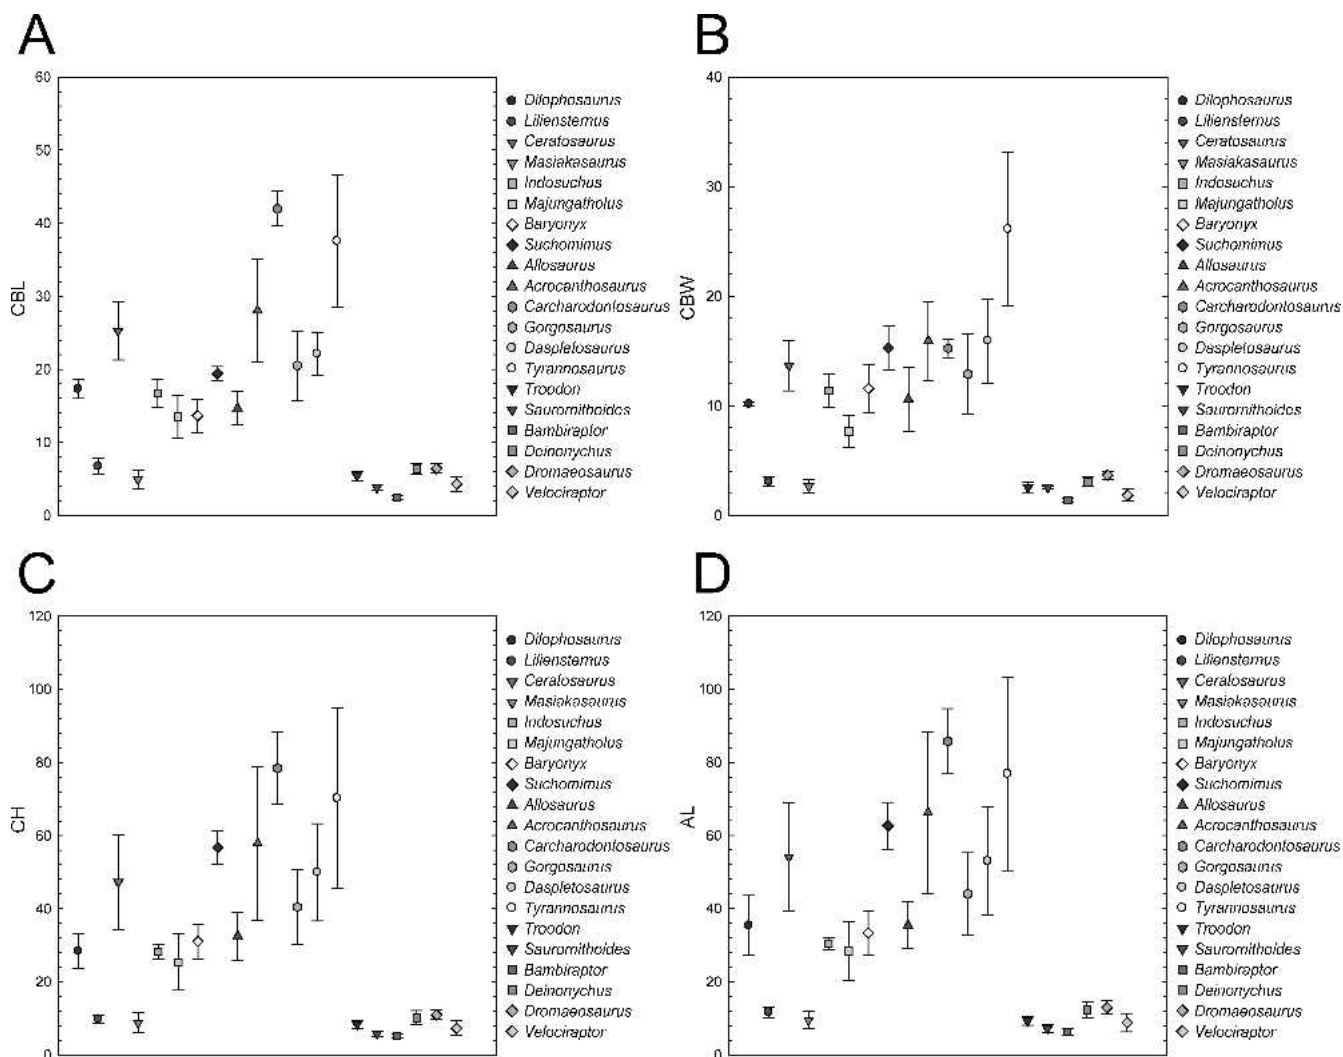 A
60
50
40
30
20
10
0
CBL
Dilophosaurus
Liliensternus
Ceratosaurus
Masiakasaurus
Indosuchus
Majungatholus
Baryonyx
Suchomimus
Allosaurus
Acrocanthosaurus
Carcharodontosaurus
Gorgosaurus
Daspletosaurus
Tyrannosaurus
Troodon
Saurornithoides
Bambiraptor
Deinonychus
Dromaeosaurus
Velociraptor
B
40
30
20
10
0
CBW
Dilophosaurus
Liliensternus
Ceratosaurus
Masiakasaurus
Indosuchus
Majungatholus
Baryonyx
Suchomimus
Allosaurus
Acrocanthosaurus
Carcharodontosaurus
Gorgosaurus
Daspletosaurus
Tyrannosaurus
Troodon
Saurornithoides
Bambiraptor
Deinonychus
Dromaeosaurus
Velociraptor
C
120
100
80
60
40
20
0
CH
Dilophosaurus
Liliensternus
Ceratosaurus
Masiakasaurus
Indosuchus
Majungatholus
Baryonyx
Suchomimus
Allosaurus
Acrocanthosaurus
Carcharodontosaurus
Gorgosaurus
Daspletosaurus
Tyrannosaurus
Troodon
Saurornithoides
Bambiraptor
Deinonychus
Dromaeosaurus
Velociraptor
D
120
100
80
60
40
20
0
AL
Dilophosaurus
Liliensternus
Ceratosaurus
Masiakasaurus
Indosuchus
Majungatholus
Baryonyx
Suchomimus
Allosaurus
Acrocanthosaurus
Carcharodontosaurus
Gorgosaurus
Daspletosaurus
Tyrannosaurus
Troodon
Saurornithoides
Bambiraptor
Deinonychus
Dromaeosaurus
Velociraptor